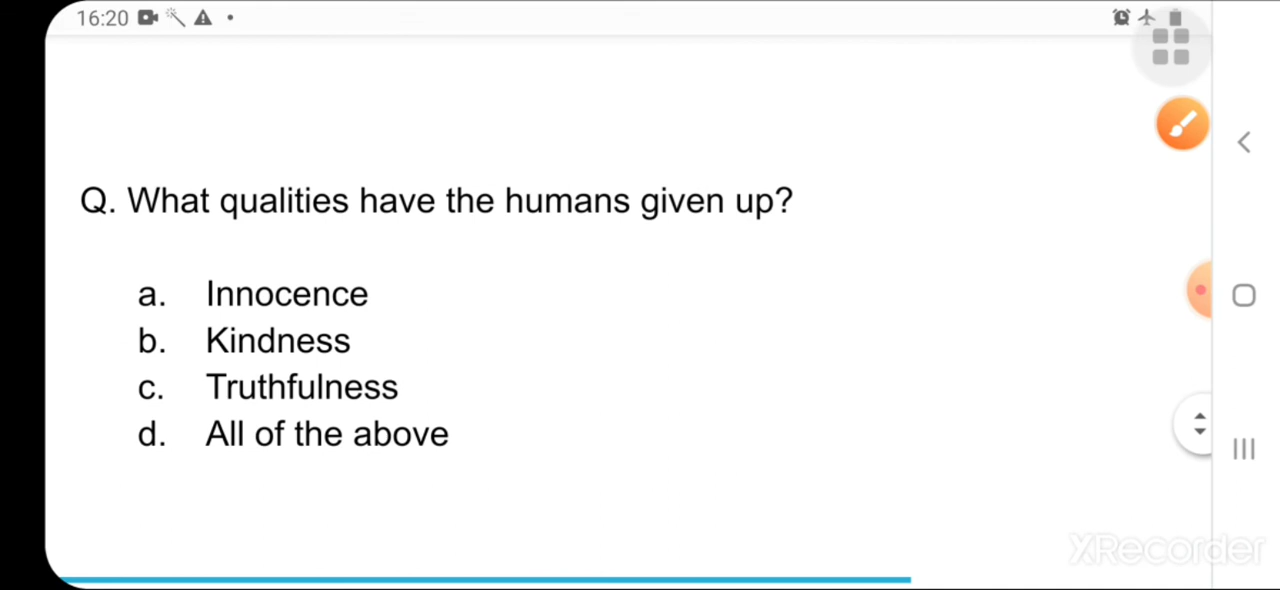 16:20
Q. What qualities have the humans given up?
a. Innocence
b. Kindness
c. Truthfulness
d. All of the above
XRecorder